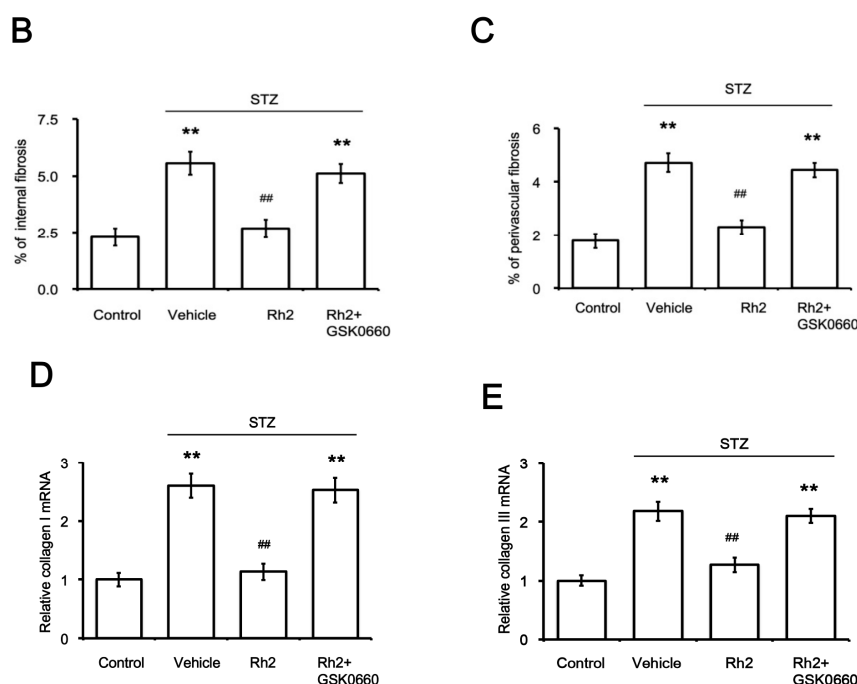 B
STZ
% of internal fibrosis
7.5
5.0
2.5
0.0
**
##
**
Control
Vehicle
Rh2
Rh2+
GSK0660
C
STZ
% of perivascular fibrosis
6
4
2
0
**
##
**
Control
Vehicle
Rh2
Rh2+
GSK0660
D
STZ
Relative collagen I mRNA
3
2
1
0
**
##
**
Control
Vehicle
Rh2
Rh2+
GSK0660
E
STZ
Relative collagen III mRNA
3
2
1
0
**
##
**
Control
Vehicle
Rh2
Rh2+
GSK0660